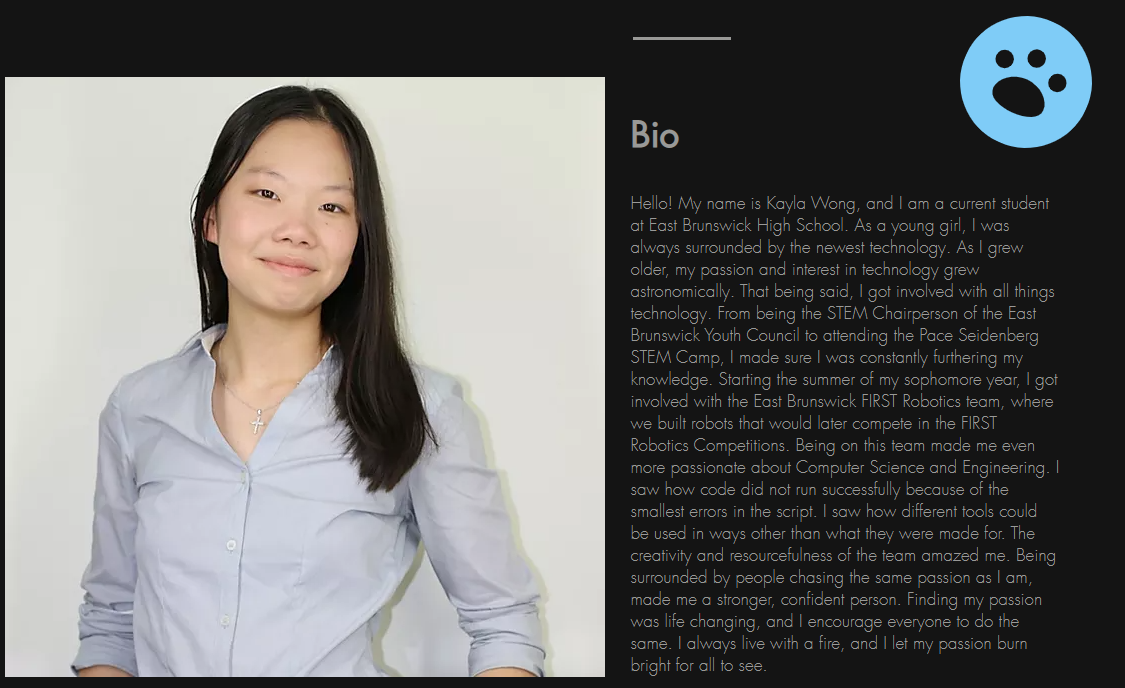 Bio
Hello! My name is Kayla Wong, and I am a current student
at East Brunswick High School. As a young girl, I was
always surrounded by the newest technology. As I grew
older, my passion and interest in technology grew
astronomically. That being said, I got involved with all things
technology. From being the STEM Chairperson of the East
Brunswick Youth Council to attending the Pace Seidenberg
STEM Camp, I made sure I was constantly furthering my
knowledge. Starting the summer of my sophomore year, I got
involved with the East Brunswick FIRST Robotics team, where
we built robots that would later compete in the FIRST
Robotics Competitions. Being on this team made me even
more passionate about Computer Science and Engineering. I
saw how code did not run successfully because of the
smallest errors in the script. I saw how different tools could
be used in ways other than what they were made for. The
creativity and resourcefulness of the team amazed me. Being
surrounded by people chasing the same passion as I am,
made me a stronger, confident person. Finding my passion
was life changing, and I encourage everyone to do the
same. I always live with a fire, and I let my passion burn
bright for all to see.